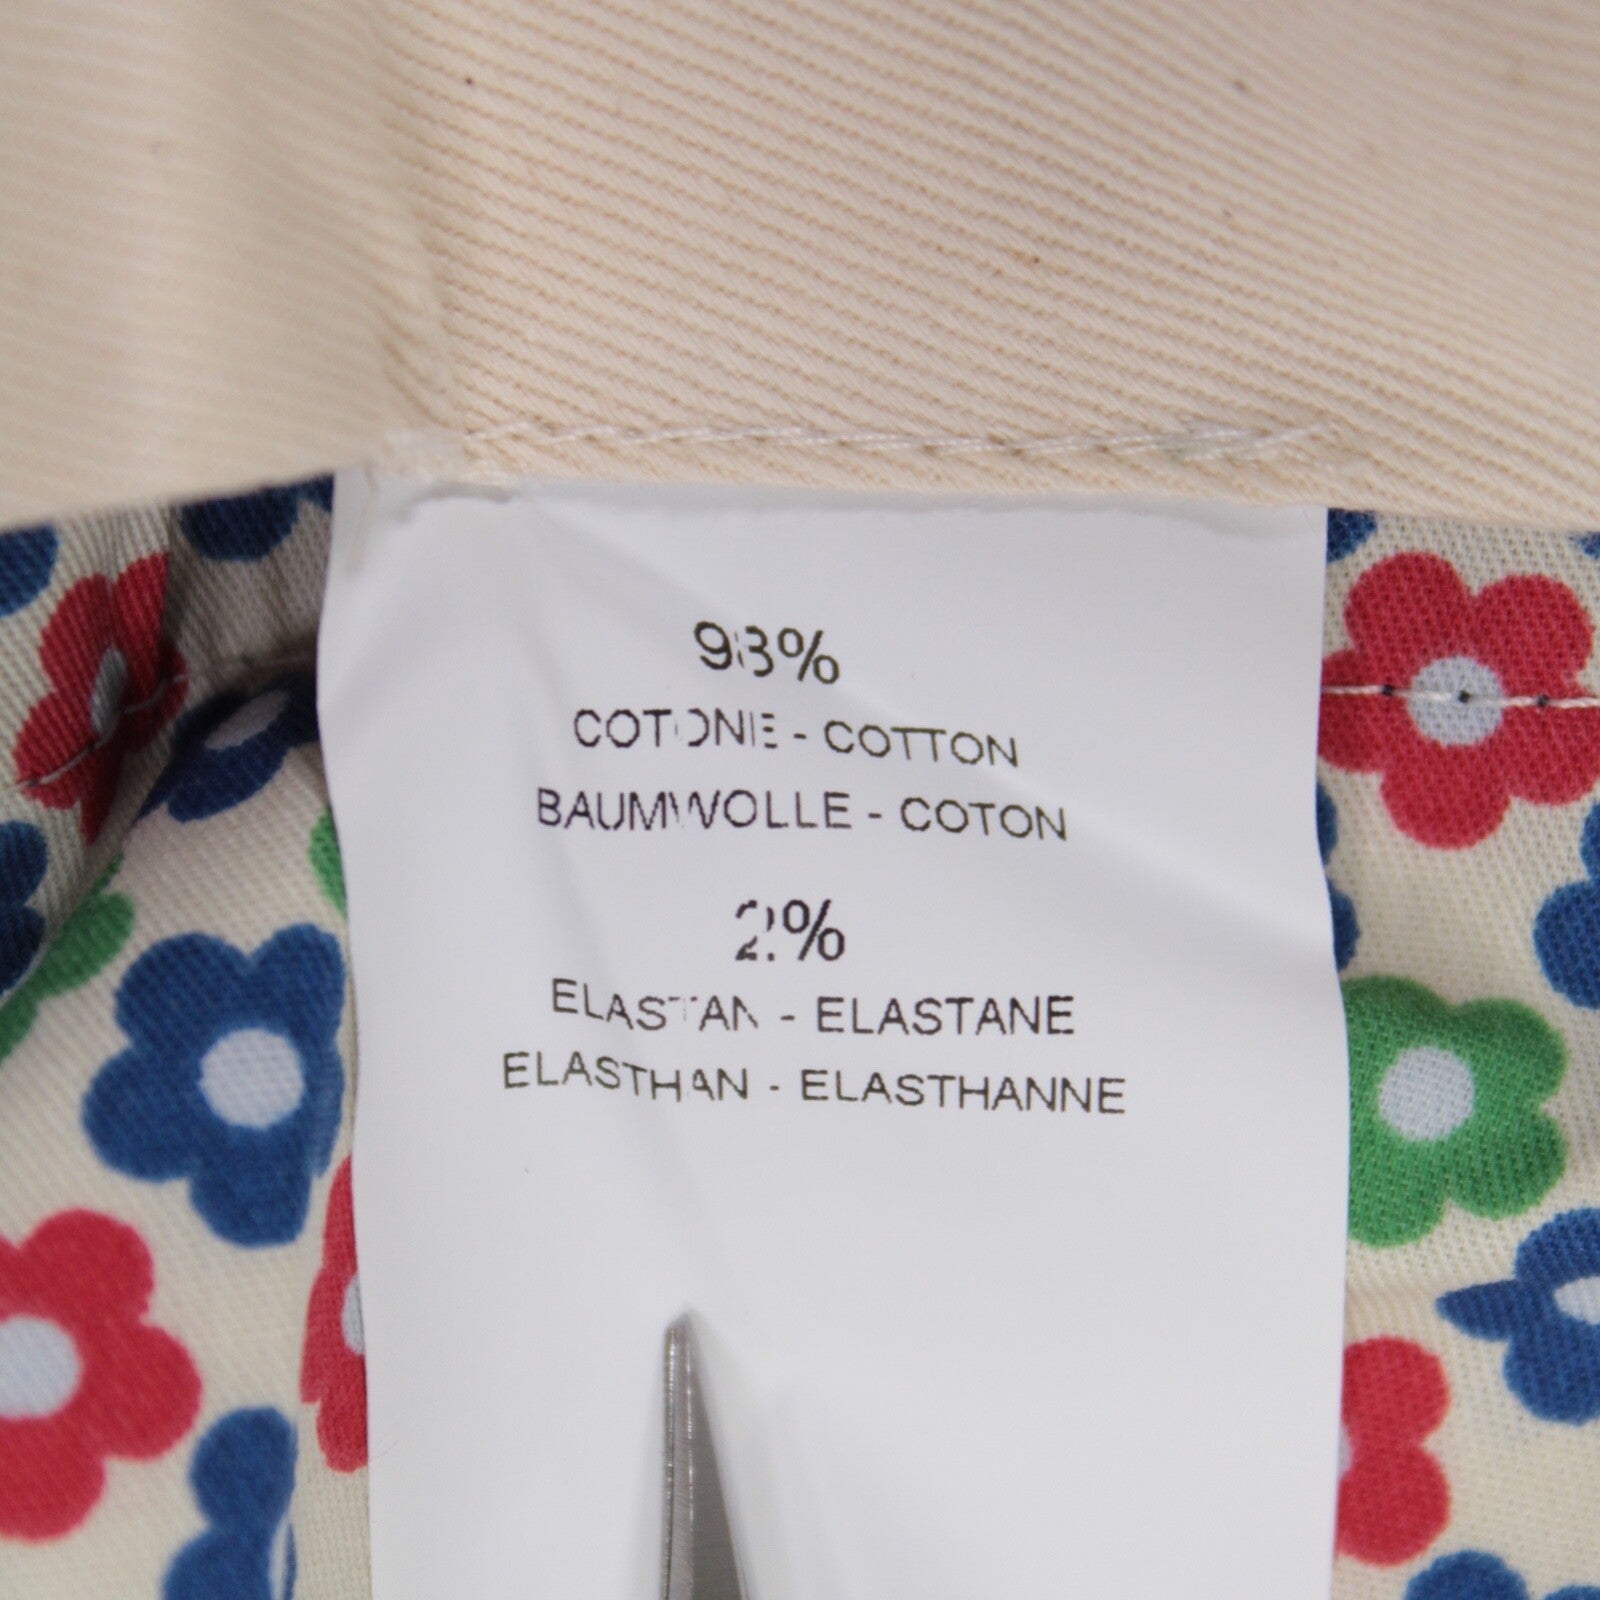 98%
COTONE - COTTON
BAUMWOLLE - COTON
2%
ELASTAN - ELASTANE
ELASTHAN - ELASTHANNE